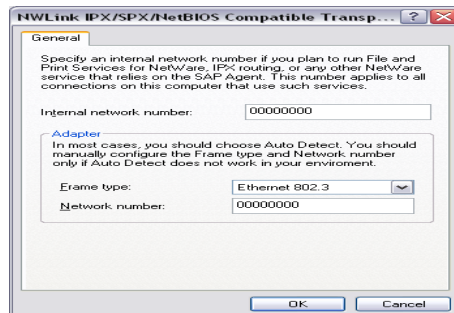 NWLink IPX/SPX/NetBIOS Compatible Transp...
General
Specify an internal network number if you plan to run File and
Print Services for NetWare, IPX routing, or any other NetWare
service that relies on the SAP Agent. This number applies to all
connections on this computer that use such services.
Internal network number: 00000000
Adapter
In most cases, you should choose Auto Detect. You should
manually configure the Frame type and Network number
only if Auto Detect does not work in your enviroment.
Frame type: Ethernet 802.3
Network number: 00000000
OK Cancel